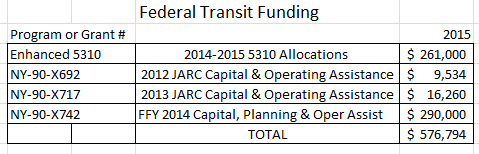 Federal Transit Funding
Program or Grant # 2015
Enhanced 5310 2014-2015 5310 Allocations $ 261,000
NY-90-X692 2012 JARC Capital & Operating Assistance $ 9,534
NY-90-X717 2013 JARC Capital & Operating Assistance $ 16,260
NY-90-X742 FFY 2014 Capital, Planning & Oper Assist $ 290,000
TOTAL $ 576,794